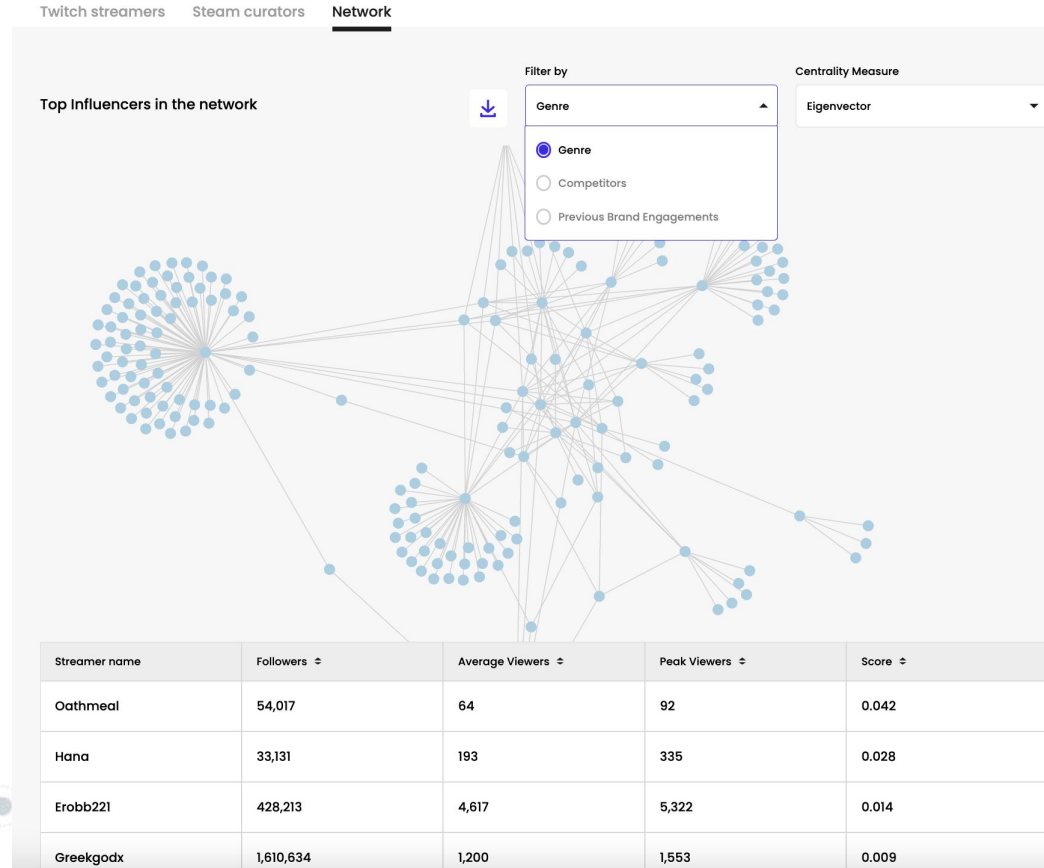 Twitch streamers Steam curators Network
Filter by Centrality Measure
Top Influencers in the network Genre Eigenvector
Genre
Competitors
Previous Brand Engagements
Streamer name Followers Average Viewers Peak Viewers Score
Oathmeal 54,017 64 92 0.042
Hana 33,131 193 335 0.028
Erobb221 428,213 4,617 5,322 0.014
Greekgodx 1,610,634 1,200 1,553 0.009